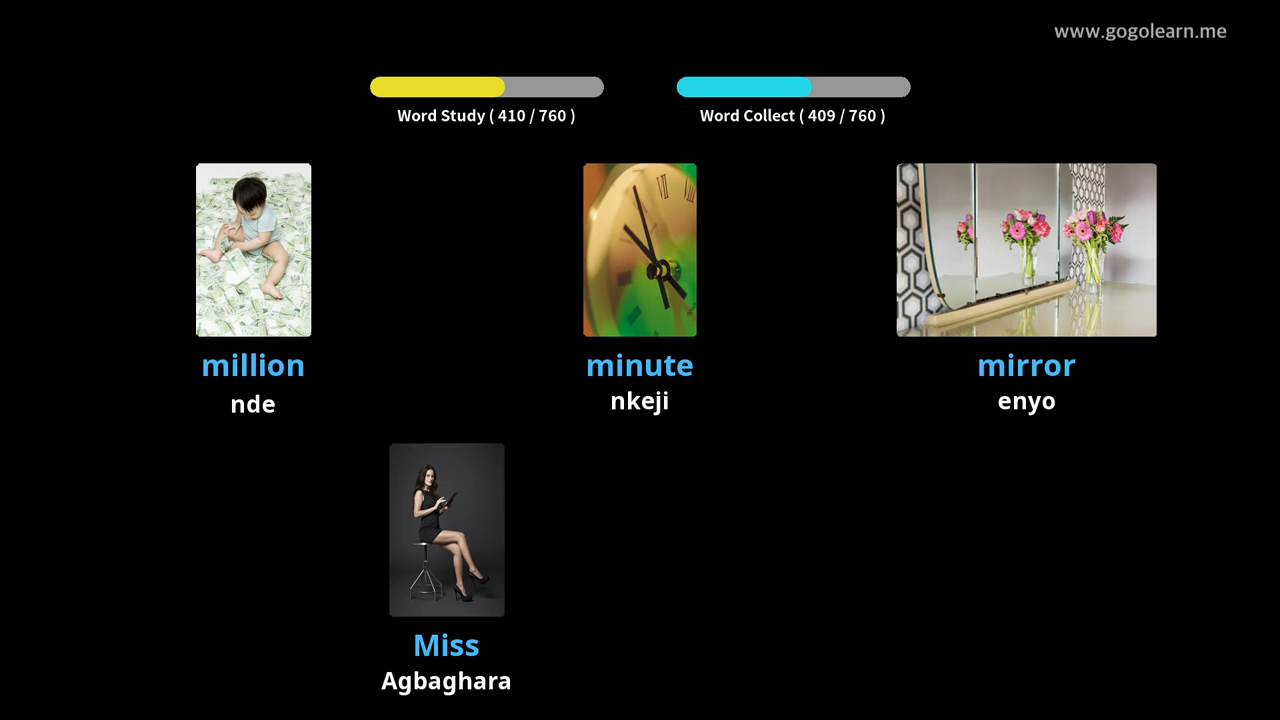 www.gogolearn.me
Word Study ( 410 / 760 )
Word Collect ( 409 / 760 )
million
nde
minute
nkeji
mirror
enyo
Miss
Agbaghara